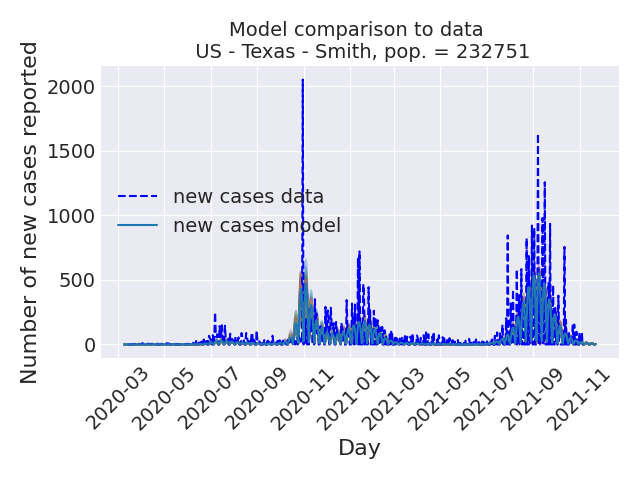 Model comparison to data
US - Texas - Smith, pop. = 232751
Number of new cases reported
2000
1500
1000
500
0
new cases data
new cases model
2020-03
2020-05
2020-07
2020-09
2020-11
2021-01
2021-03
2021-05
2021-07
2021-09
2021-11
Day